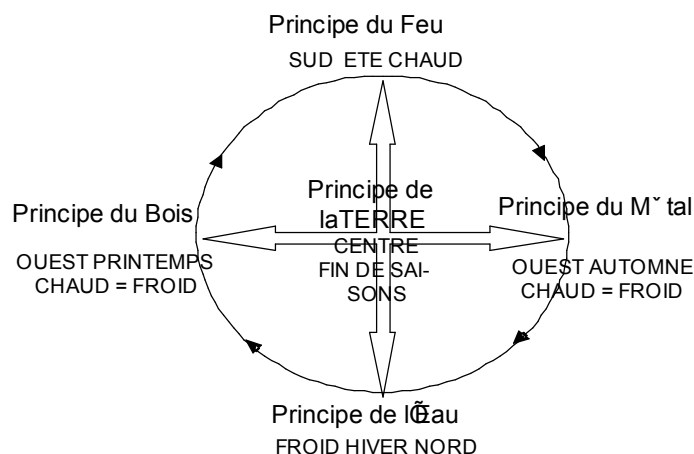 Principe du Feu
SUD ETE CHAUD
Principe de
laTERRE
CENTRE
FIN DE SAI-
SONS
Principe du Bois
OUEST PRINTEMPS
CHAUD = FROID
Principe du Mˇtal
OUEST AUTOMNE
CHAUD = FROID
Principe de lŒau
FROID HIVER NORD